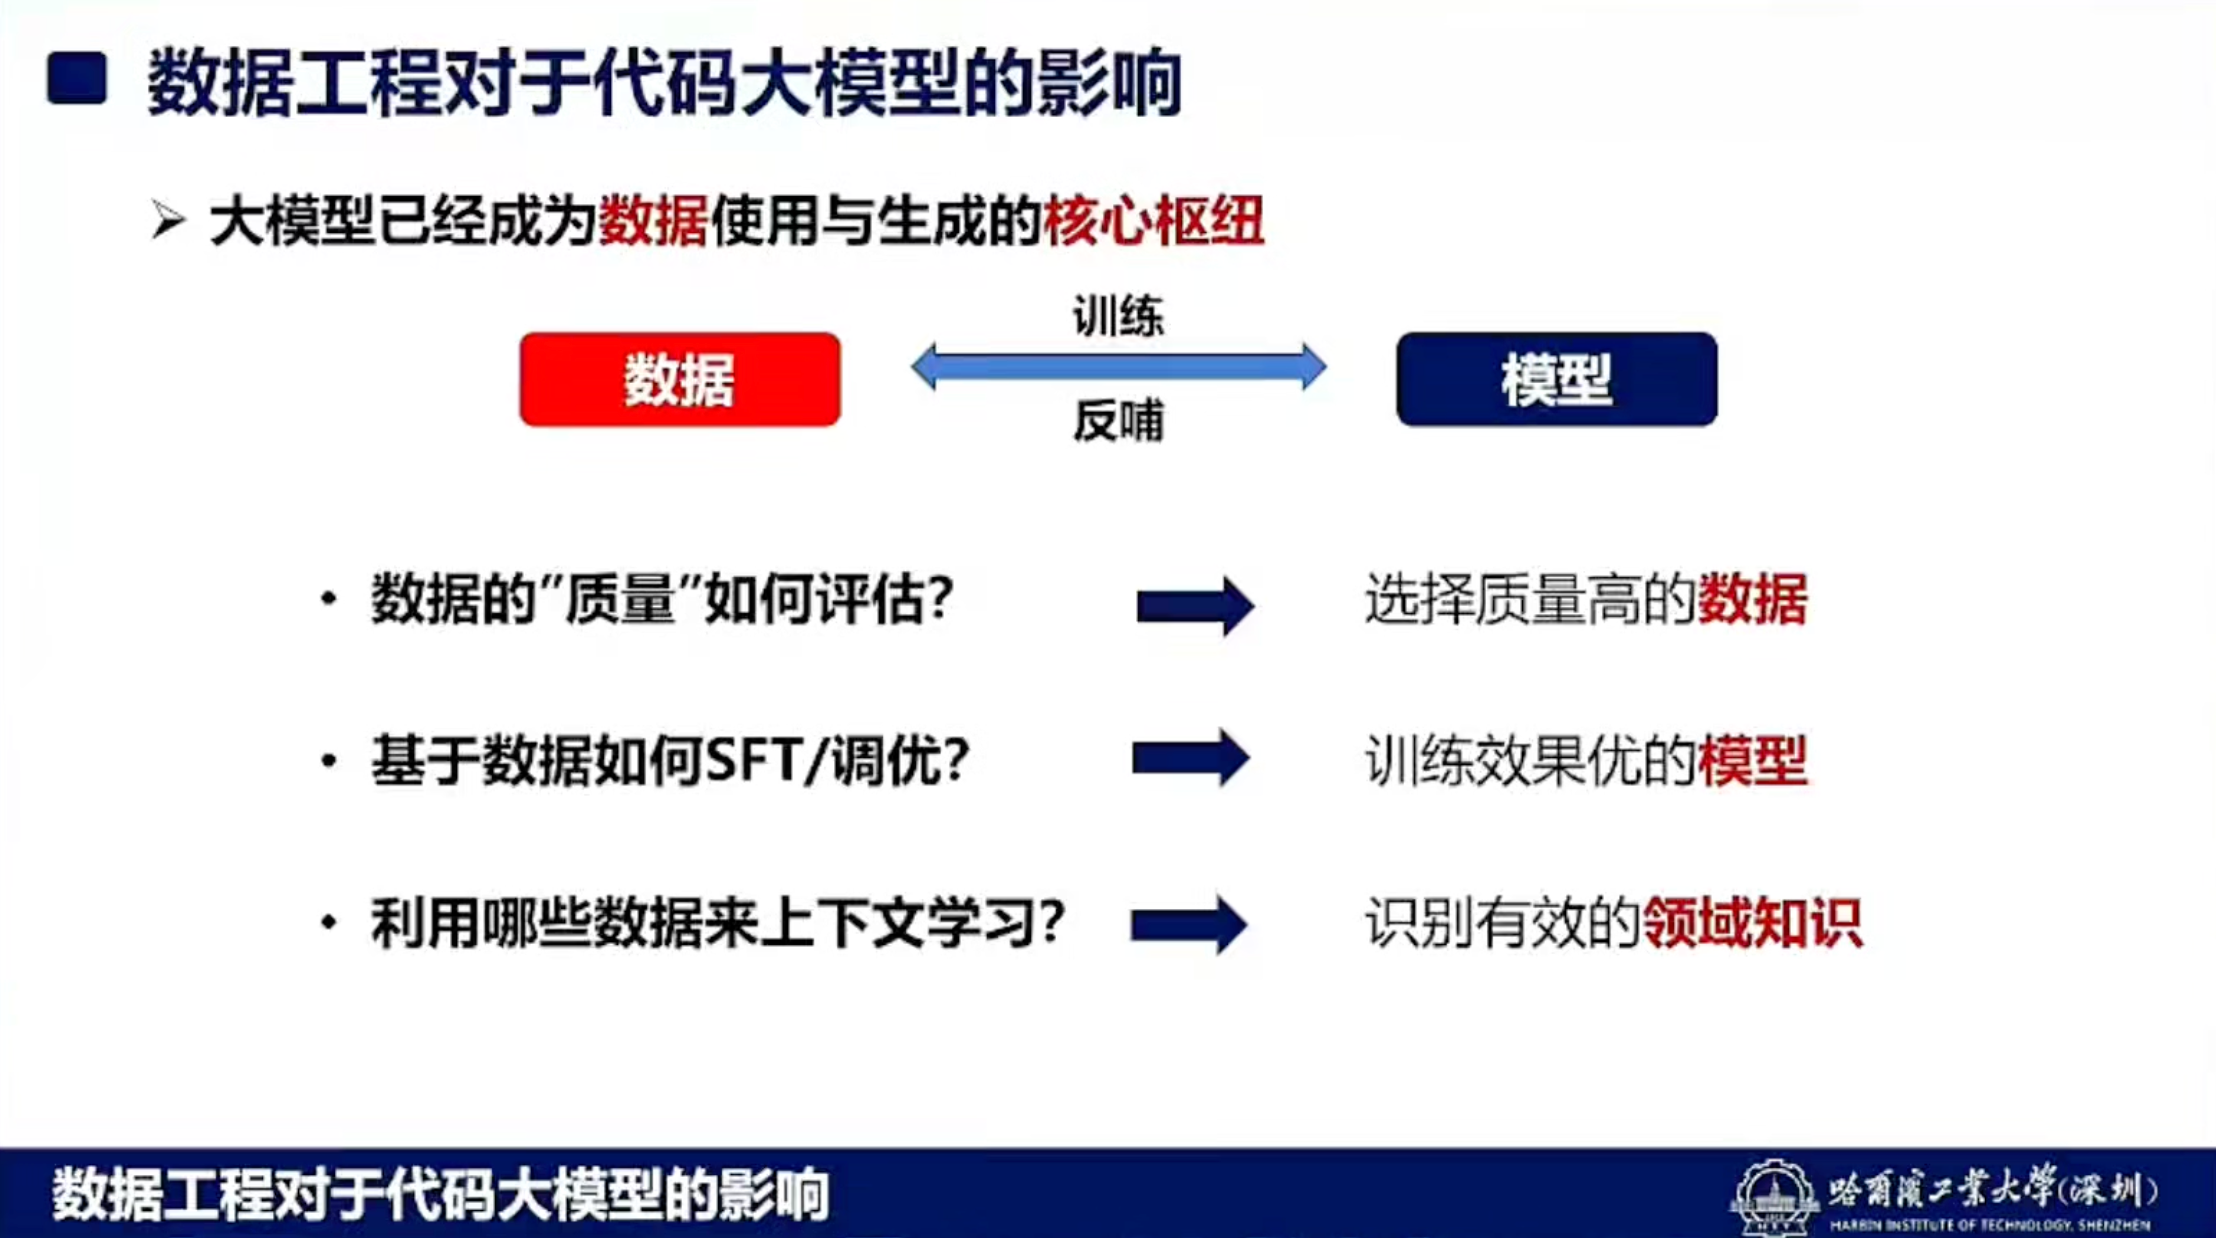 数据工程对于代码大模型的影响
➢ 大模型已经成为数据使用与生成的核心枢纽
训练
数据
模型
反哺
• 数据的"质量"如何评估？
选择质量高的数据
• 基于数据如何SFT/调优？
训练效果优的模型
• 利用哪些数据来上下文学习？
识别有效的领域知识
数据工程对于代码大模型的影响
哈爾濱工業大學(深圳)
HARBIN INSTITUTE OF TECHNOLOGY, SHENZHEN